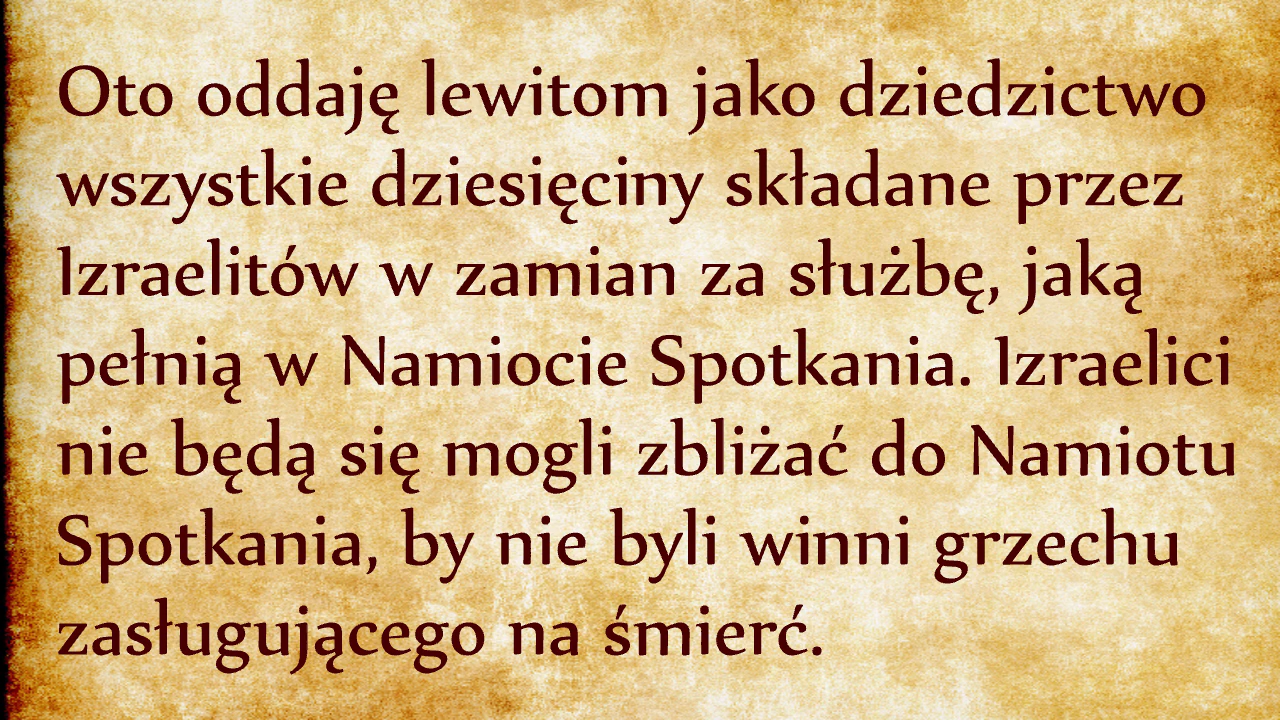 Oto oddaję lewitom jako dziedzictwo
wszystkie dziesięciny składane przez
Izraelitów w zamian za służbę, jaką
pełnią w Namiocie Spotkania. Izraelici
nie będą się mogli zbliżać do Namiotu
Spotkania, by nie byli winni grzechu
zasługującego na śmierć.